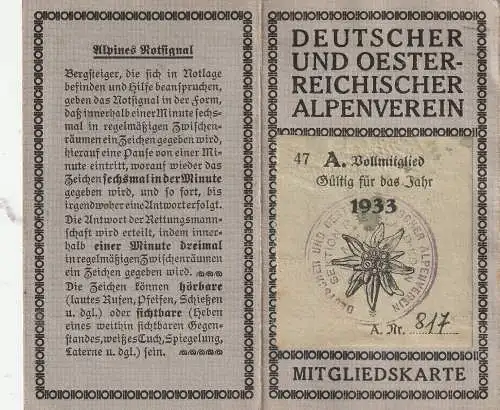 Alpines Notsignal
Bergsteiger, die sich in Notlage
befinden und Hilfe beanspruchen,
geben das Notsignal in der Form,
daß innerhalb einer Minute sechs-
mal in regelmäßigen Zwischen-
räumen ein Zeichen gegeben wird,
hierauf eine Pause von einer Mi-
nute eintritt, worauf wieder das
Zeichen sechsmal in der Minute
gegeben wird, und so fort, bis
irgendwoher eine Antwort erfolgt.
Die Antwort der Rettungsmann-
schaft wird erteilt, indem inner-
halb einer Minute dreimal
in regelmäßigen Zwischenräumen
ein Zeichen gegeben wird.
Die Zeichen können hörbare
(lautes Rufen, Pfeifen, Schießen
u. dgl.) oder sichtbare (Heben
eines weithin sichtbaren Gegen-
standes, weißes Tuch, Spiegelung,
Laterne u. dgl.) sein.
DEUTSCHER
UND OESTER-
REICHISCHER
ALPENVEREIN
47 A. Vollmitglied
Gültig für das Jahr
1933
DEUTSCHER UND OESTERREICHISCHER ALPENVEREIN
SEKTION
A. Nr. 817
MITGLIEDSKARTE